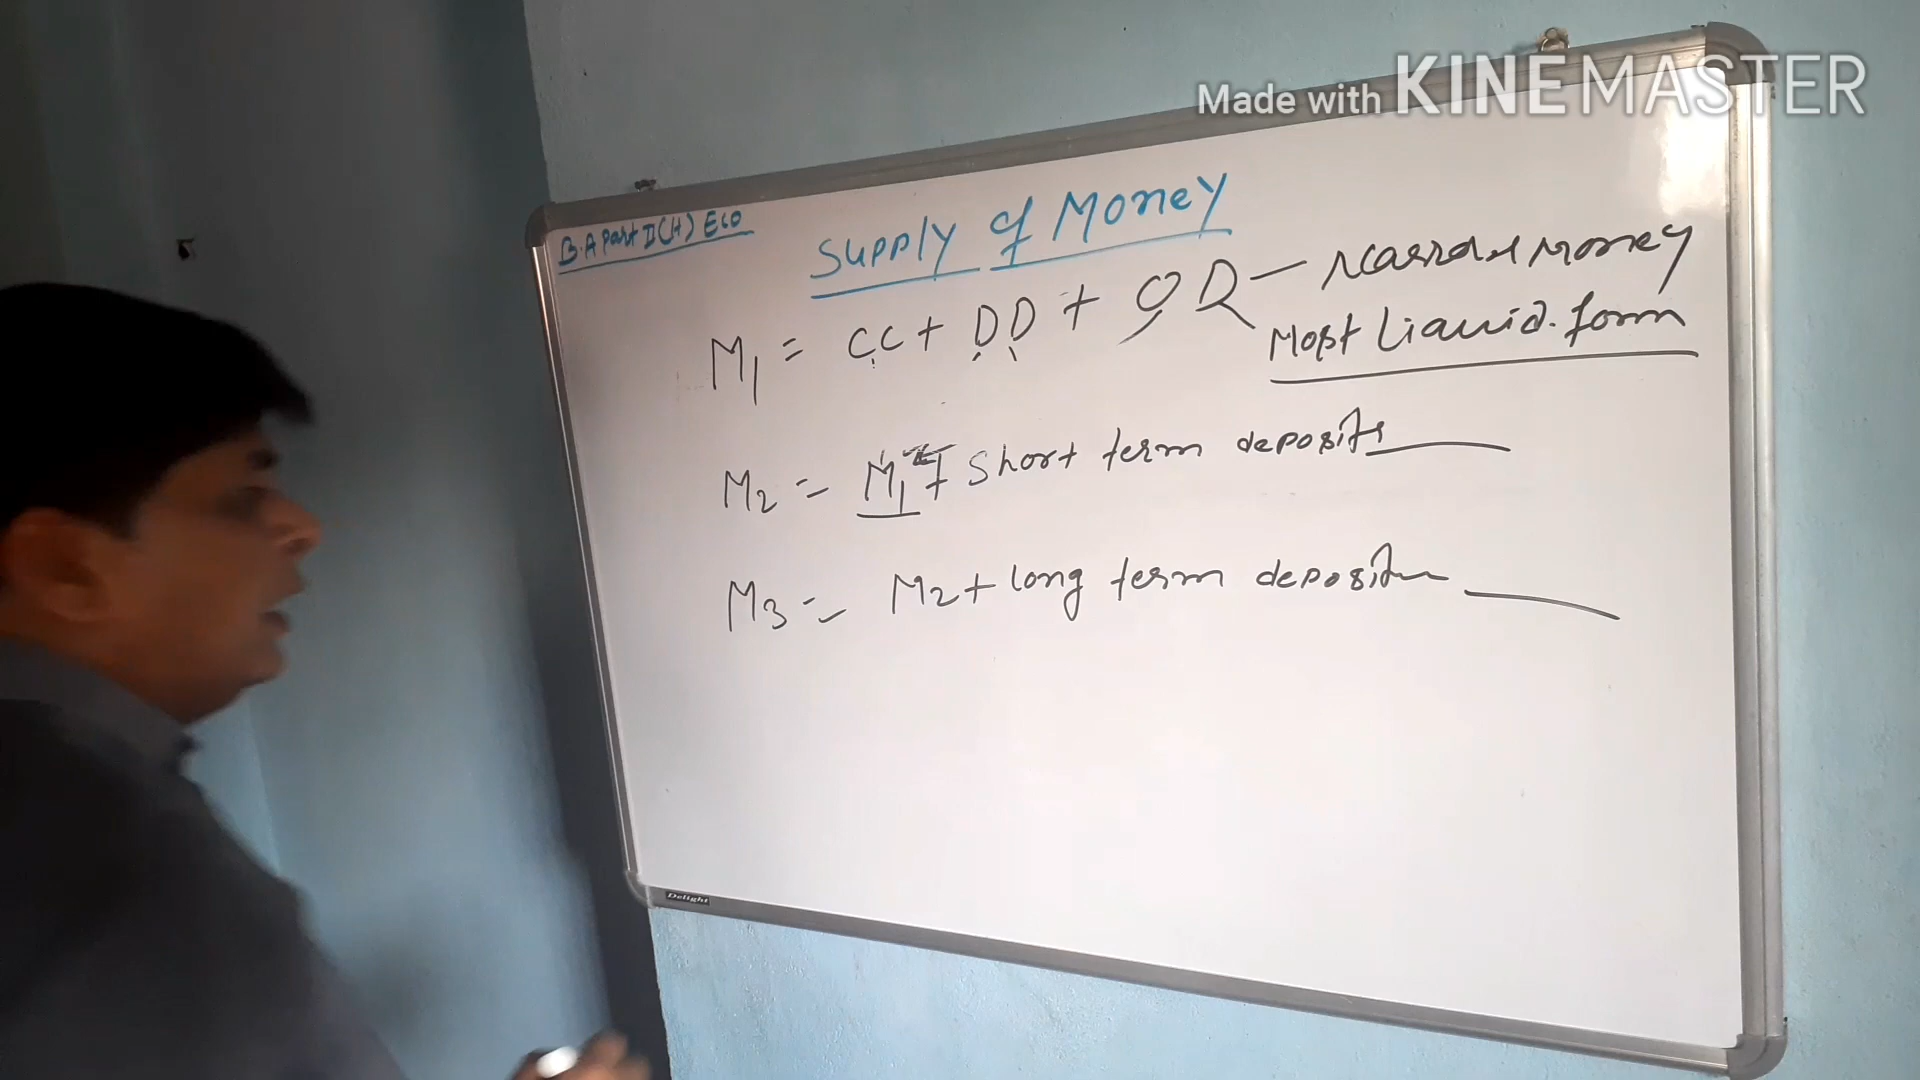 Made with KINEMASTER
B.A Part II (H) Eco
Supply of Money
M1 = CC + DD + OD — Narrow Money
Most Liquid form
M2 = M1 + Short term deposits
M3 = M2 + long term deposits
Delight